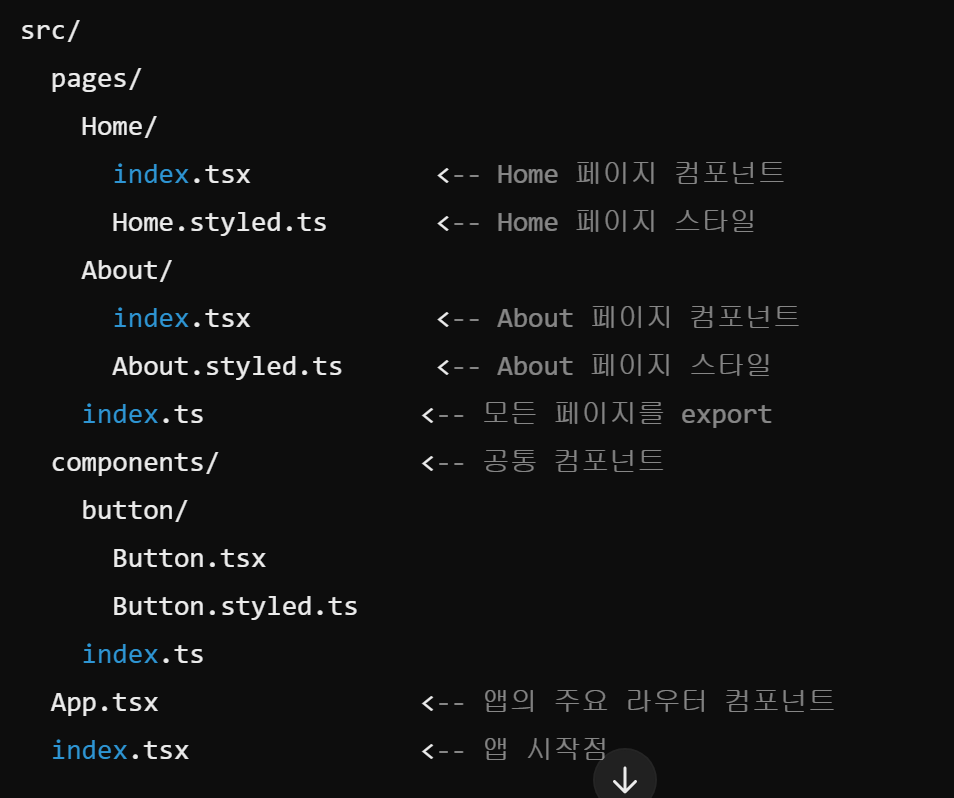 src/
pages/
Home/
index.tsx <-- Home 페이지 컴포넌트
Home.styled.ts <-- Home 페이지 스타일
About/
index.tsx <-- About 페이지 컴포넌트
About.styled.ts <-- About 페이지 스타일
index.ts <-- 모든 페이지를 export
components/ <-- 공통 컴포넌트
button/
Button.tsx
Button.styled.ts
index.ts
App.tsx <-- 앱의 주요 라우터 컴포넌트
index.tsx <-- 앱 시작점